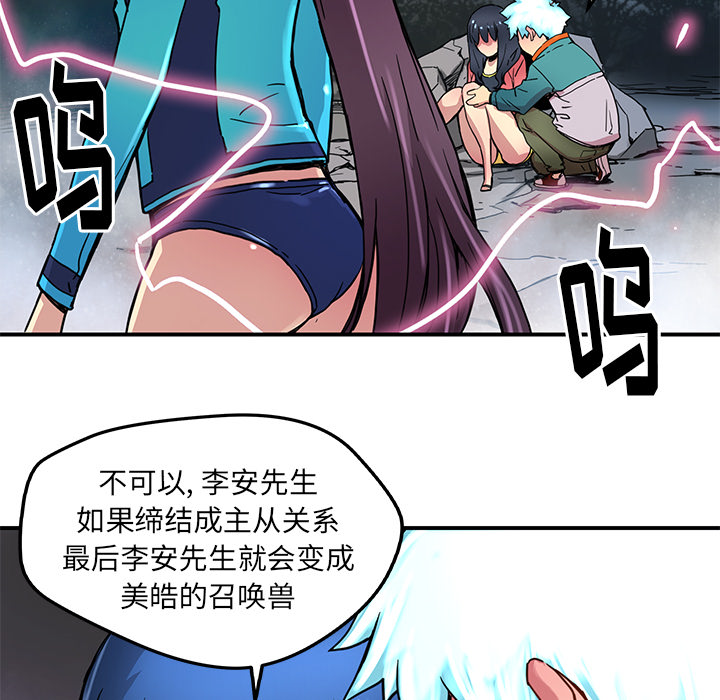 呜
呜
不可以, 李安先生
如果缔结成主从关系
最后李安先生就会变成
美皓的召唤兽